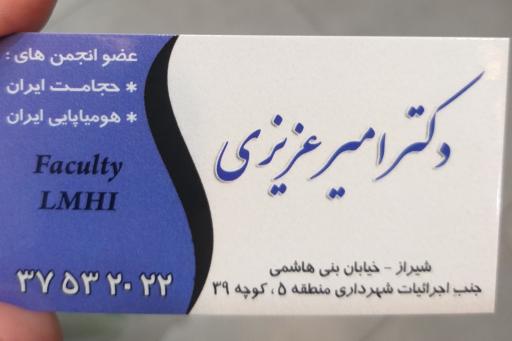 دکتر امیر عزیزی
شیراز - خیابان بنی هاشمی
جنب اجرائیات شهرداری منطقه ۵، کوچه ۳۹
عضو انجمن های :
* حجامت ایران
* هومیاپایی ایران
Faculty
LMHI
۳۷ ۵۳ ۲۰ ۲۲